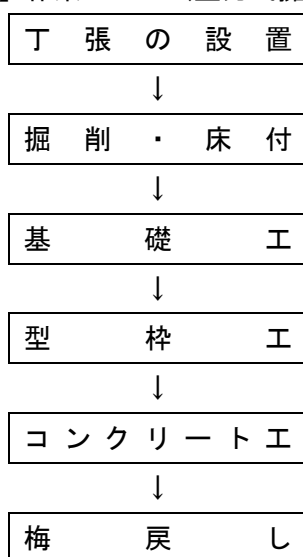 丁張の設置
↓
掘削・床付
↓
基礎工
↓
型枠工
↓
コンクリート工
↓
梅戻し